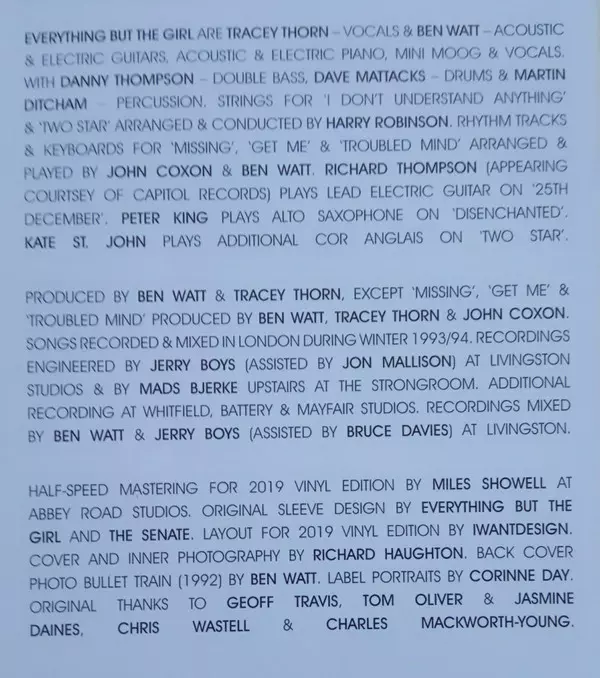 EVERYTHING BUT THE GIRL ARE TRACEY THORN – VOCALS & BEN WATT – ACOUSTIC
& ELECTRIC GUITARS, ACOUSTIC & ELECTRIC PIANO, MINI MOOG & VOCALS.
WITH DANNY THOMPSON – DOUBLE BASS, DAVE MATTACKS – DRUMS & MARTIN
DITCHAM – PERCUSSION. STRINGS FOR 'I DON'T UNDERSTAND ANYTHING'
& 'TWO STAR' ARRANGED & CONDUCTED BY HARRY ROBINSON. RHYTHM TRACKS
& KEYBOARDS FOR 'MISSING', 'GET ME' & 'TROUBLED MIND' ARRANGED &
PLAYED BY JOHN COXON & BEN WATT. RICHARD THOMPSON (APPEARING
COURTSEY OF CAPITOL RECORDS) PLAYS LEAD ELECTRIC GUITAR ON '25TH
DECEMBER'. PETER KING PLAYS ALTO SAXOPHONE ON 'DISENCHANTED'.
KATE ST. JOHN PLAYS ADDITIONAL COR ANGLAIS ON 'TWO STAR'.
PRODUCED BY BEN WATT & TRACEY THORN, EXCEPT 'MISSING', 'GET ME' &
'TROUBLED MIND' PRODUCED BY BEN WATT, TRACEY THORN & JOHN COXON.
SONGS RECORDED & MIXED IN LONDON DURING WINTER 1993/94. RECORDINGS
ENGINEERED BY JERRY BOYS (ASSISTED BY JON MALLISON) AT LIVINGSTON
STUDIOS & BY MADS BJERKE UPSTAIRS AT THE STRONGROOM. ADDITIONAL
RECORDING AT WHITFIELD, BATTERY & MAYFAIR STUDIOS. RECORDINGS MIXED
BY BEN WATT & JERRY BOYS (ASSISTED BY BRUCE DAVIES) AT LIVINGSTON.
HALF-SPEED MASTERING FOR 2019 VINYL EDITION BY MILES SHOWELL AT
ABBEY ROAD STUDIOS. ORIGINAL SLEEVE DESIGN BY EVERYTHING BUT THE
GIRL AND THE SENATE. LAYOUT FOR 2019 VINYL EDITION BY IWANTDESIGN.
COVER AND INNER PHOTOGRAPHY BY RICHARD HAUGHTON. BACK COVER
PHOTO BULLET TRAIN (1992) BY BEN WATT. LABEL PORTRAITS BY CORINNE DAY.
ORIGINAL THANKS TO GEOFF TRAVIS, TOM OLIVER & JASMINE
DAINES, CHRIS WASTELL & CHARLES MACKWORTH-YOUNG.